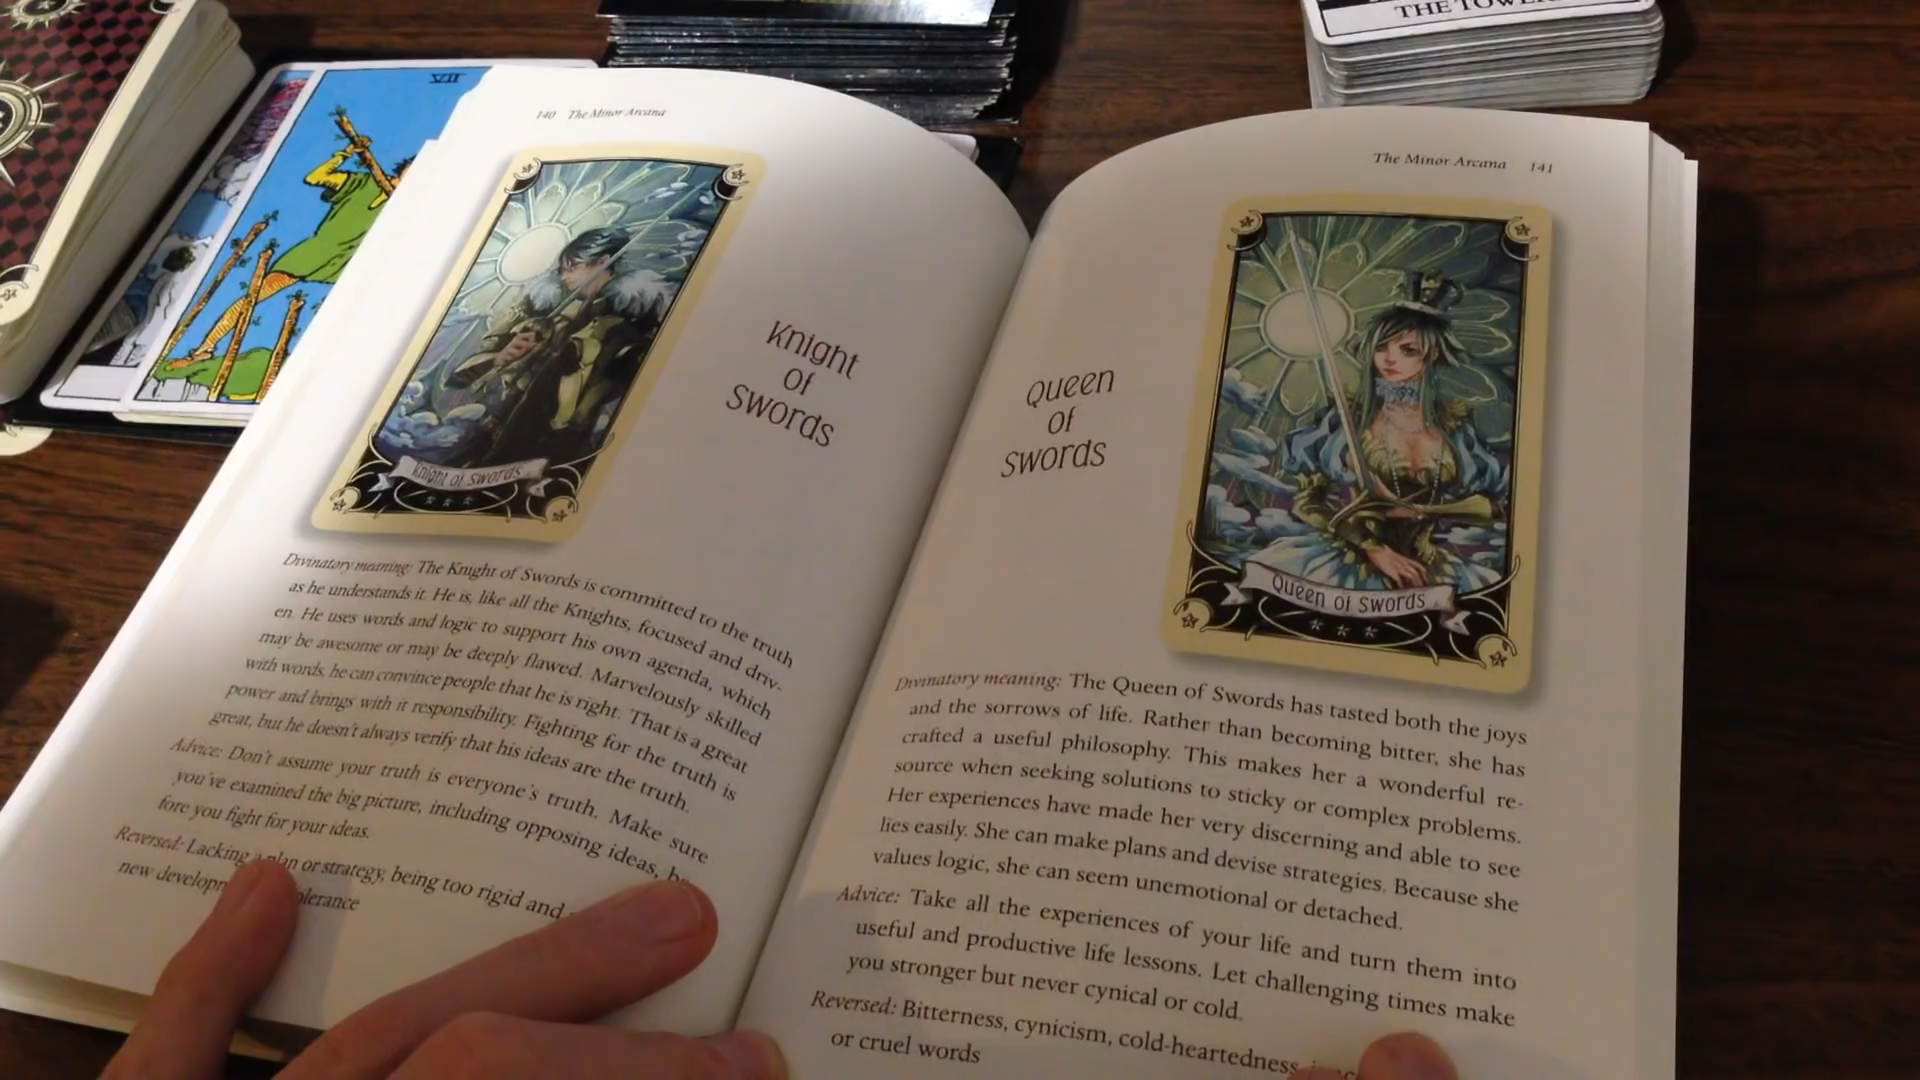 THE TOWER
VII
140 The Minor Arcana
Knight
of
Swords
Knight of Swords
Divinatory meaning: The Knight of Swords is committed to the truth
as he understands it. He is, like all the Knights, focused and driv-
en. He uses words and logic to support his own agenda, which
may be awesome or may be deeply flawed. Marvelously skilled
with words, he can convince people that he is right. That is a great
power and brings with it responsibility. Fighting for the truth is
great, but he doesn't always verify that his ideas are the truth.
Advice: Don't assume your truth is everyone's truth. Make sure
you've examined the big picture, including opposing ideas, be
fore you fight for your ideas.
Reversed: Lacking a plan or strategy, being too rigid and
new
The Minor Arcana 141
Queen
of
Swords
Queen of Swords
Divinatory meaning: The Queen of Swords has tasted both the joys
and the sorrows of life. Rather than becoming bitter, she has
crafted a useful philosophy. This makes her a wonderful re-
source when seeking solutions to sticky or complex problems.
Her experiences have made her very discerning and able to see
lies easily. She can make plans and devise strategies. Because she
values logic, she can seem unemotional or detached.
Advice: Take all the experiences of your life and turn them into
useful and productive life lessons. Let challenging times make
you stronger but never cynical or cold.
Reversed: Bitterness, cynicism, cold-heartedness,
or cruel words